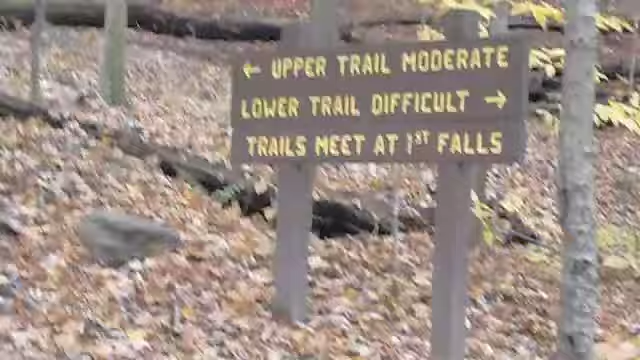 ← UPPER TRAIL MODERATE
LOWER TRAIL DIFFICULT →
TRAILS MEET AT 1ST FALLS